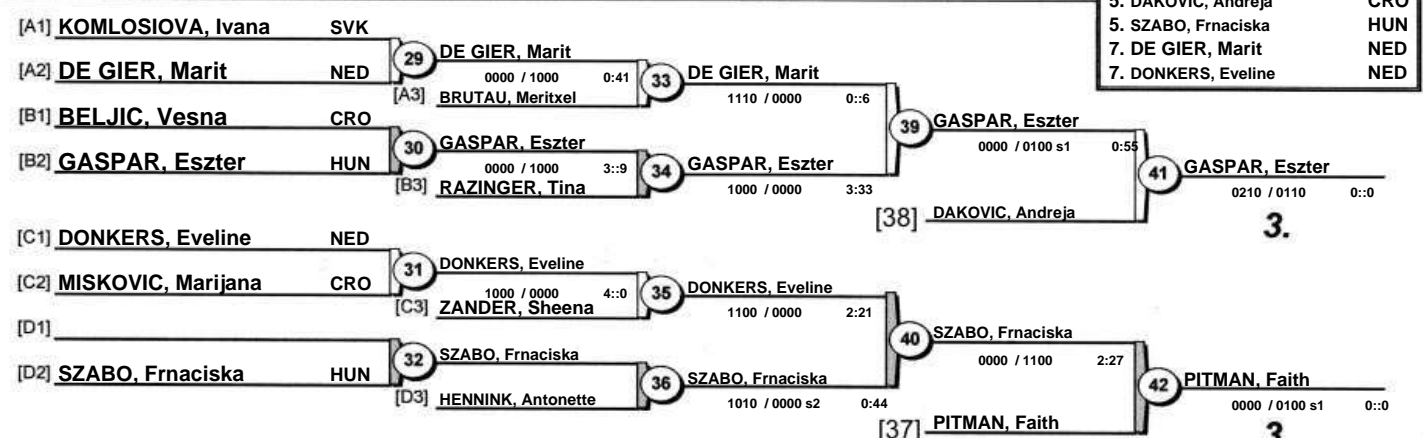 5. DAKOVIC, Andreja CRO
5. SZABO, Frnaciska HUN
7. DE GIER, Marit NED
7. DONKERS, Eveline NED
[A1] KOMLOSIOVA, Ivana SVK
29 DE GIER, Marit
[A2] DE GIER, Marit NED
0000 / 1000 0:41
33 DE GIER, Marit
[A3] BRUTAU, Meritxel
1110 / 0000 0::6
[B1] BELJIC, Vesna CRO
39 GASPAR, Eszter
30 GASPAR, Eszter
0000 / 0100 s1 0:55
[B2] GASPAR, Eszter HUN
0000 / 1000 3::9
34 GASPAR, Eszter
41 GASPAR, Eszter
[B3] RAZINGER, Tina
1000 / 0000 3:33
0210 / 0110 0::0
[38] DAKOVIC, Andreja
3.
[C1] DONKERS, Eveline NED
31 DONKERS, Eveline
[C2] MISKOVIC, Marijana CRO
1000 / 0000 4::0
35 DONKERS, Eveline
[C3] ZANDER, Sheena
1100 / 0000 2:21
[D1]
40 SZABO, Frnaciska
32 SZABO, Frnaciska
0000 / 1100 2:27
[D2] SZABO, Frnaciska HUN
36 SZABO, Frnaciska
42 PITMAN, Faith
[D3] HENNINK, Antonette
1010 / 0000 s2 0:44
0000 / 0100 s1 0::0
[37] PITMAN, Faith
3